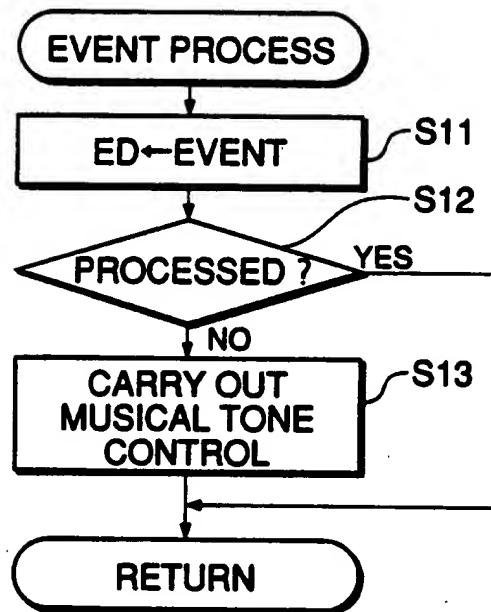 EVENT PROCESS
ED←EVENT
S11
S12
PROCESSED ?
YES
NO
CARRY OUT
MUSICAL TONE
CONTROL
S13
RETURN